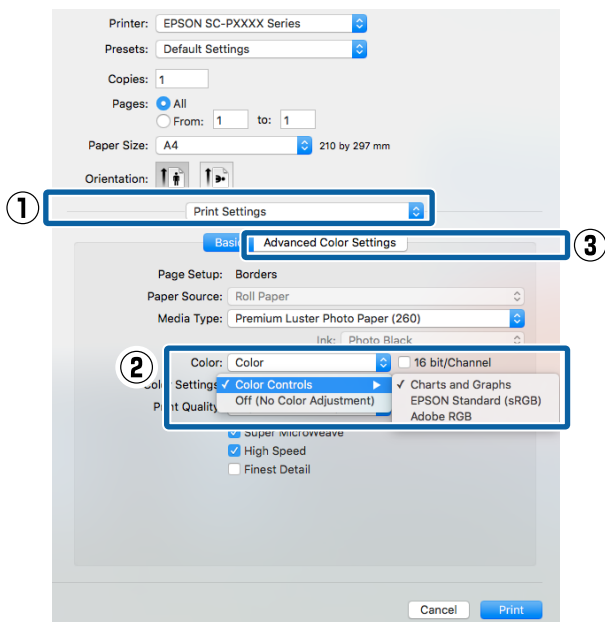 Printer: EPSON SC-PXXXX Series
Presets: Default Settings
Copies: 1
Pages: All
From: 1 to: 1
Paper Size: A4 210 by 297 mm
Orientation:
1 Print Settings
Advanced Color Settings 3
Page Setup: Borders
Paper Source: Roll Paper
Media Type: Premium Luster Photo Paper (260)
Ink: Photo Black
2 Color: Color 16 bit/Channel
Settings ✓ Color Controls ▶ ✓ Charts and Graphs
Off (No Color Adjustment) EPSON Standard (sRGB)
Adobe RGB
Super MicroWeave
High Speed
Finest Detail
Cancel Print